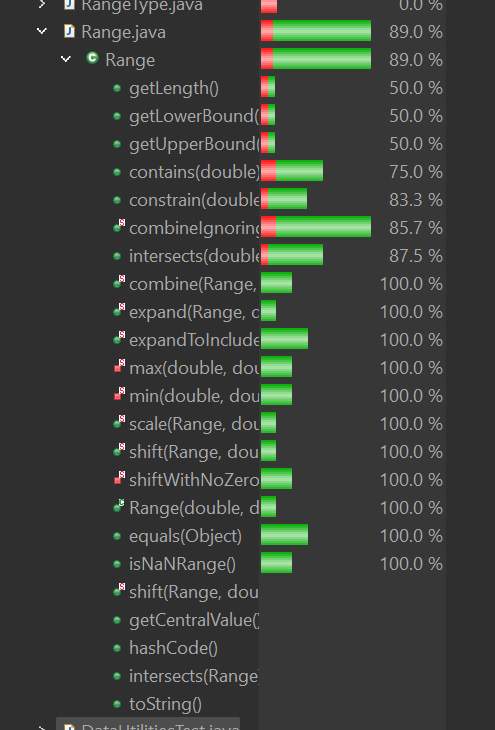 RangeType.java 0.0 %
Range.java 89.0 %
Range 89.0 %
getLength() 50.0 %
getLowerBound( 50.0 %
getUpperBound( 50.0 %
contains(double) 75.0 %
constrain(double 83.3 %
combineIgnoring 85.7 %
intersects(double 87.5 %
combine(Range, 100.0 %
expand(Range, d 100.0 %
expandToInclude 100.0 %
max(double, dou 100.0 %
min(double, dou 100.0 %
scale(Range, dou 100.0 %
shift(Range, dou 100.0 %
shiftWithNoZero 100.0 %
Range(double, d 100.0 %
equals(Object) 100.0 %
isNaNRange() 100.0 %
shift(Range, dou
getCentralValue()
hashCode()
intersects(Range)
toString()
DataUtilitiesTest.java